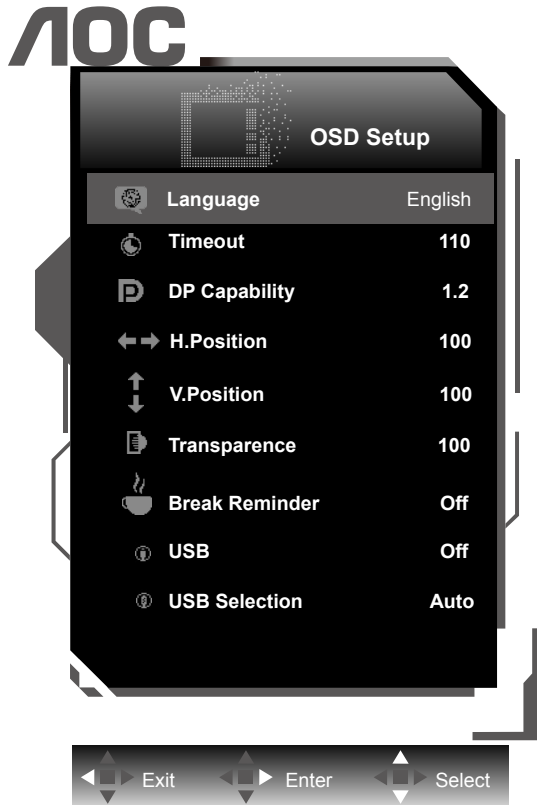 AOC
OSD Setup
Language English
Timeout 110
DP Capability 1.2
H.Position 100
V.Position 100
Transparence 100
Break Reminder Off
USB Off
USB Selection Auto
Exit Enter Select